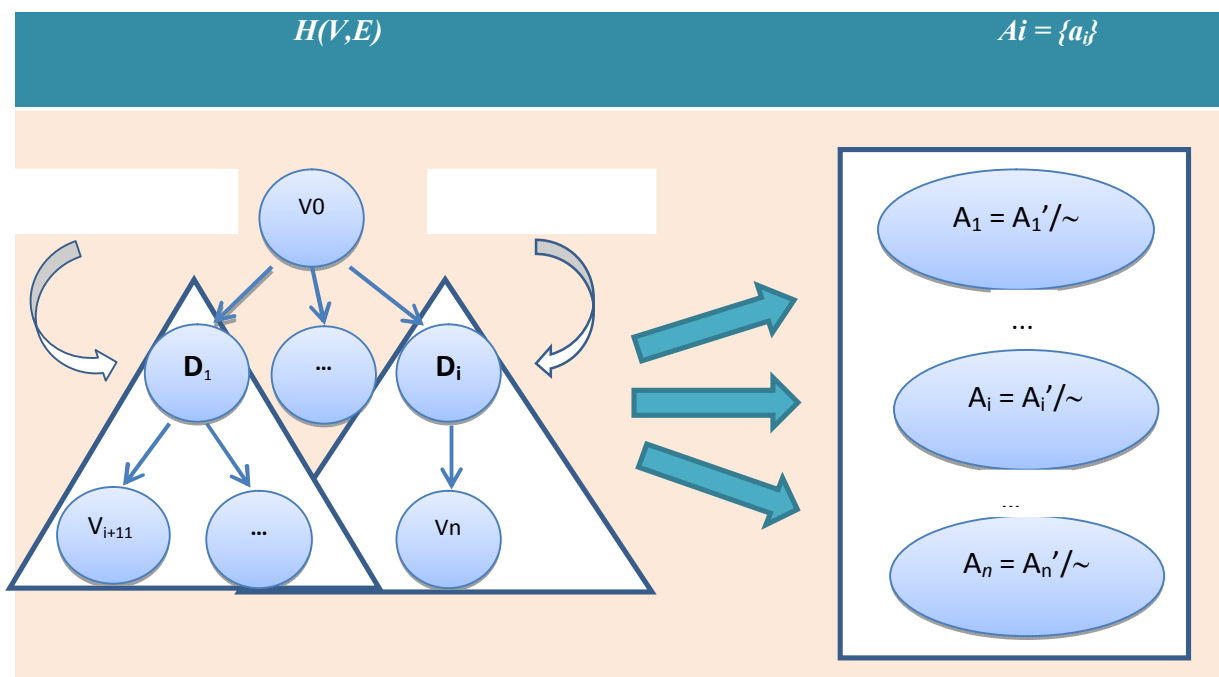 H(V,E)
Ai = {aᵢ}
V0
D₁
...
Dᵢ
Vᵢ₊₁₁
...
Vn
A₁ = A₁’/~
...
Aᵢ = Aᵢ’/~
...
Aₙ = Aₙ’/~